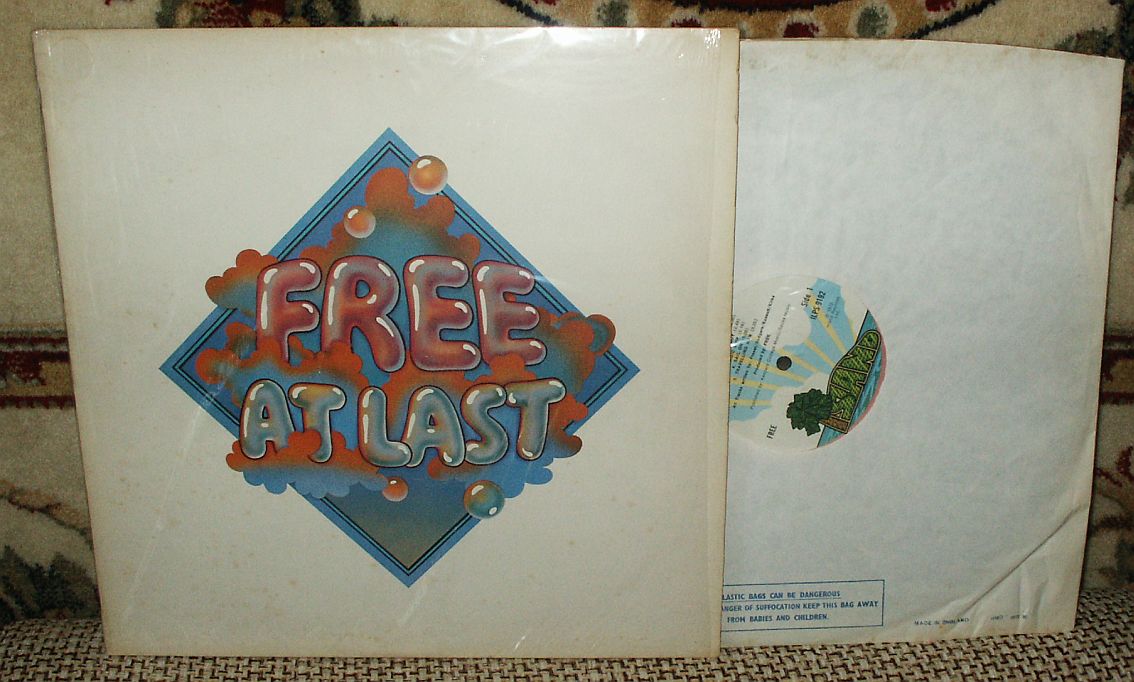 FREE
AT LAST
Side 1
ILPS 9192
FREE
ISLAND
LASTIC BAGS CAN BE DANGEROUS
ANGER OF SUFFOCATION KEEP THIS BAG AWAY
FROM BABIES AND CHILDREN.
MADE IN ENGLAND